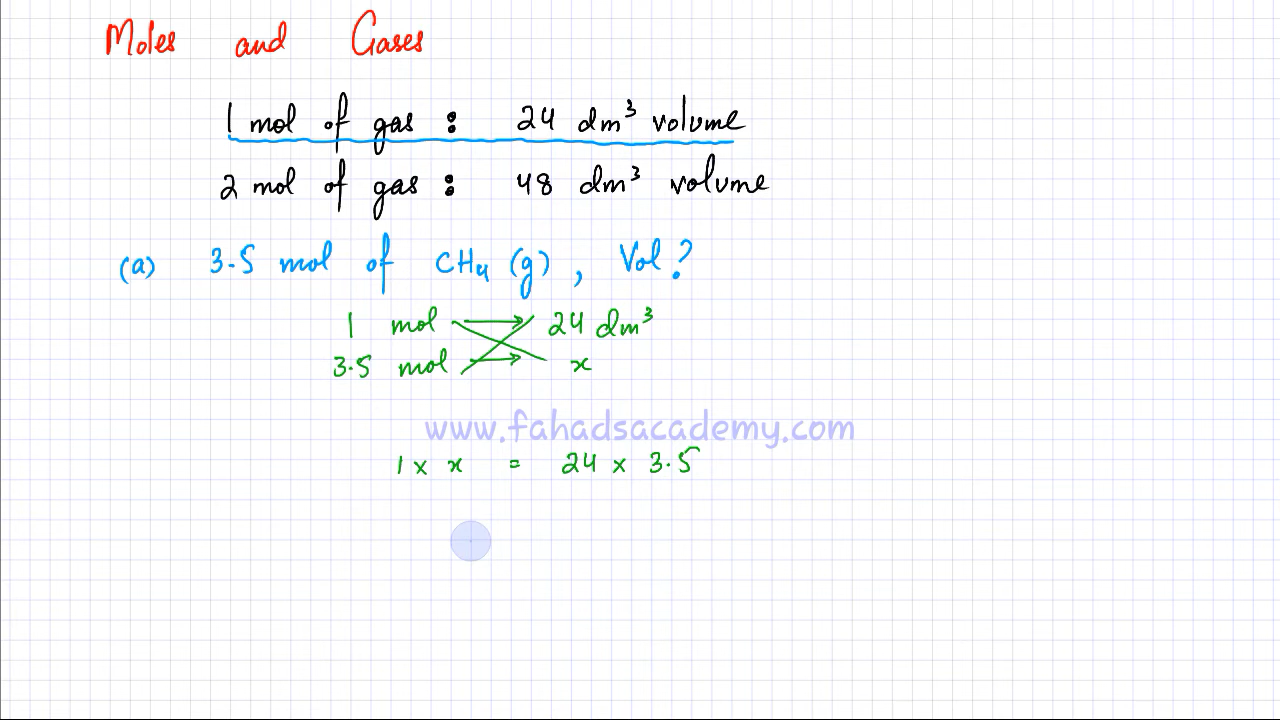 Moles and Gases
1 mol of gas : 24 dm³ volume
2 mol of gas : 48 dm³ volume
(a) 3.5 mol of CH₄ (g) , Vol ?
1 mol 24 dm³
3.5 mol x
www.fahadsacademy.com
1 × x = 24 × 3.5